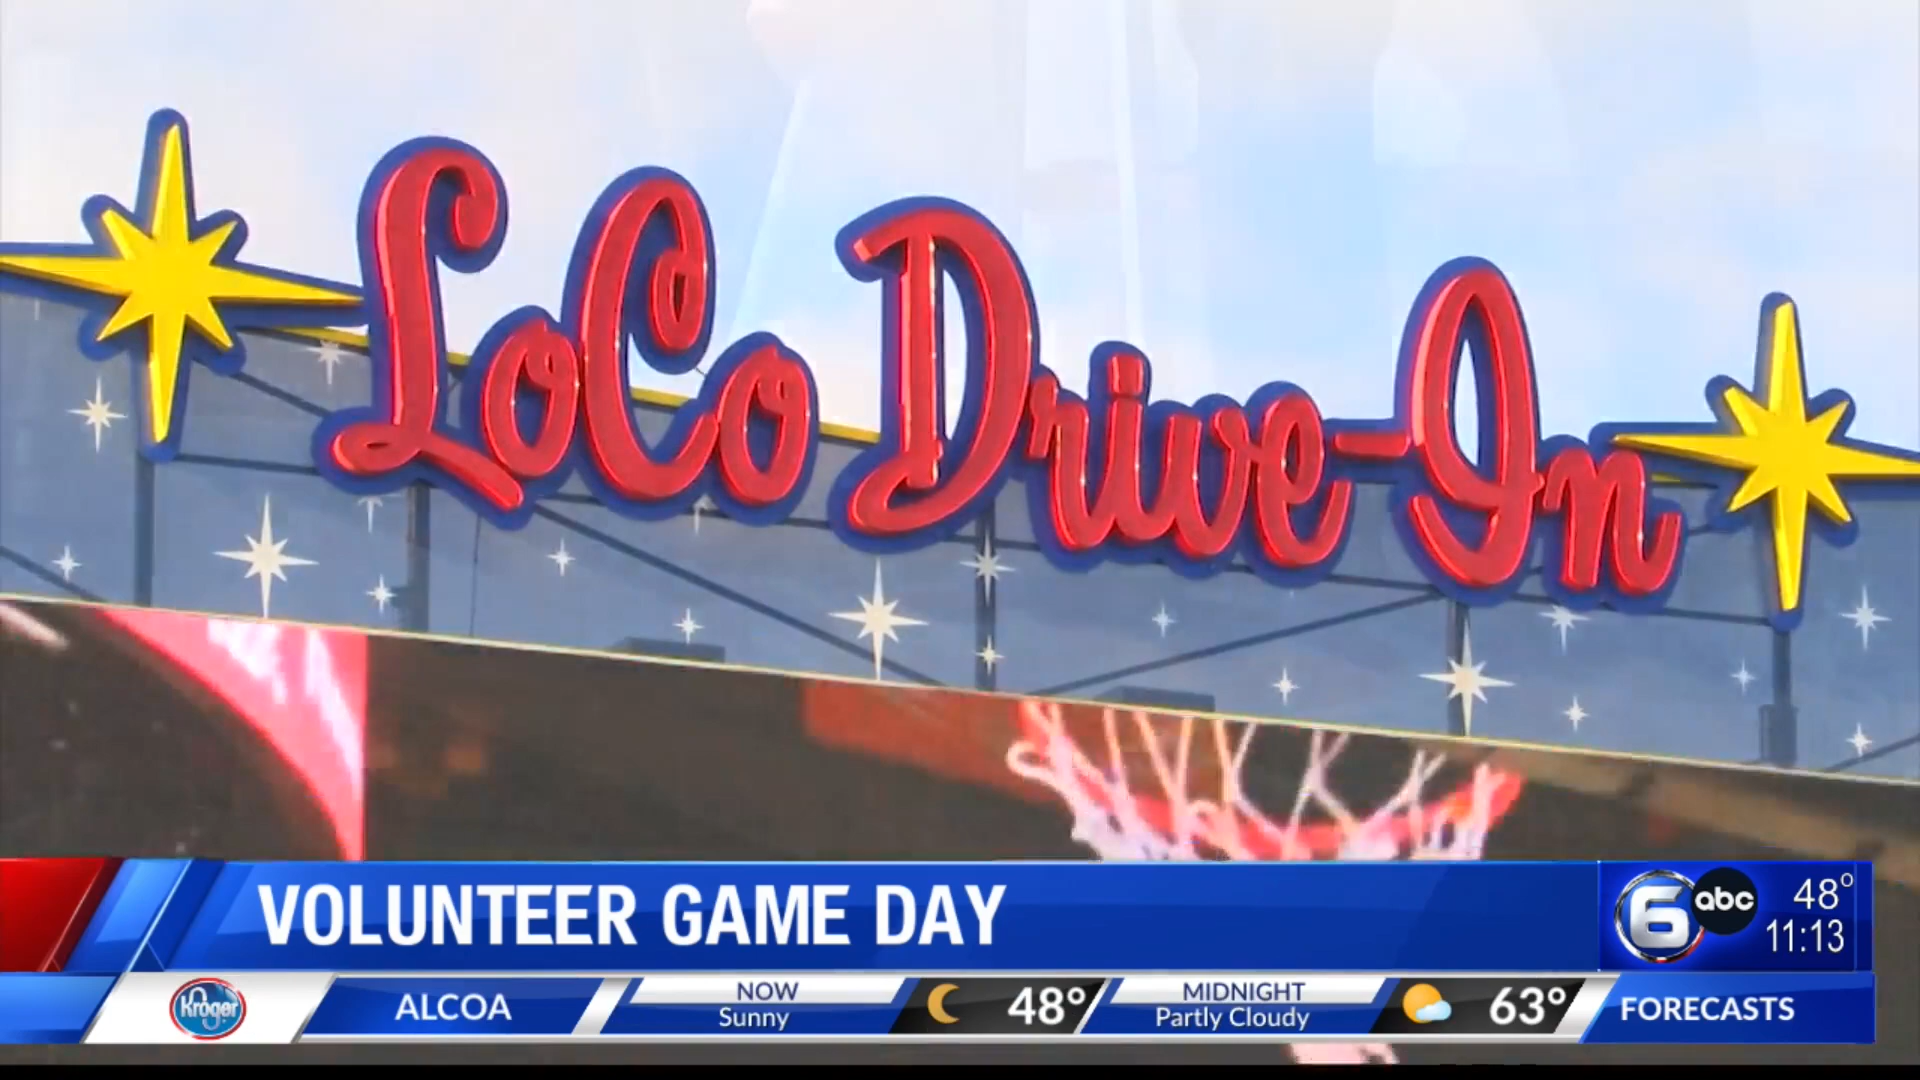 LoCo Drive-In
VOLUNTEER GAME DAY
6 abc
48°
11:13
Kroger
ALCOA
NOW
Sunny
48°
MIDNIGHT
Partly Cloudy
63°
FORECASTS